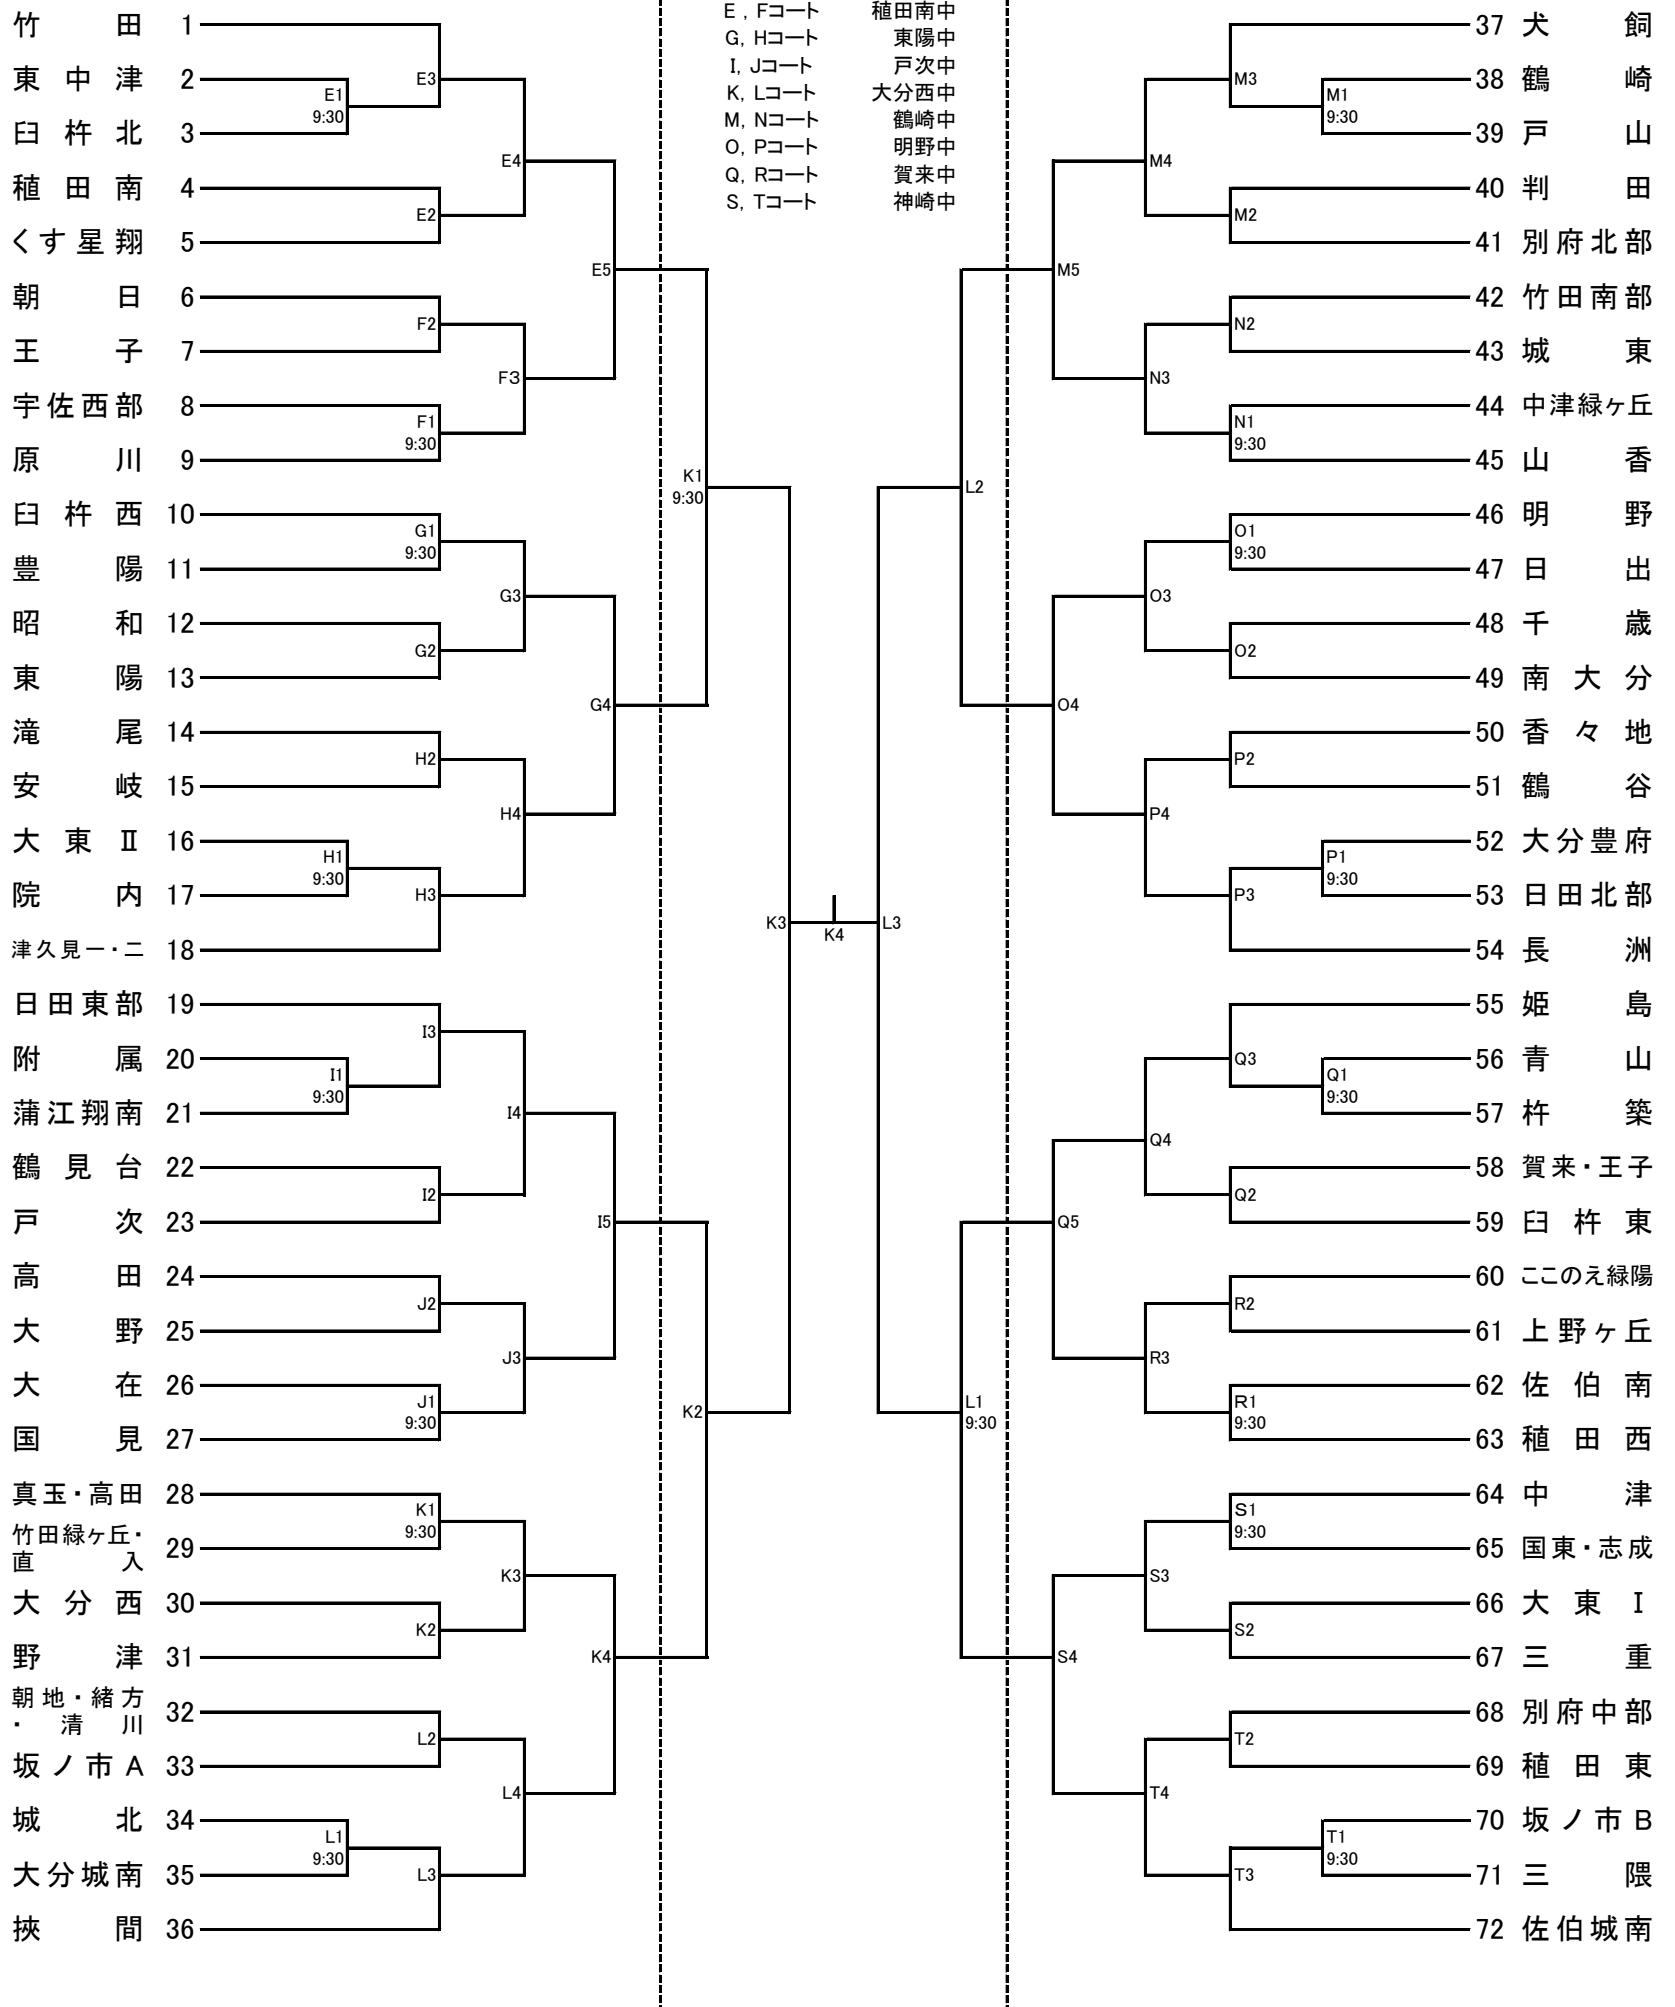 E , Fコート 稙田南中
G, Hコート 東陽中
I, Jコート 戸次中
K, Lコート 大分西中
M, Nコート 鶴崎中
O, Pコート 明野中
Q, Rコート 賀来中
S, Tコート 神崎中
竹田 1
東中津 2
臼杵北 3
稙田南 4
くす星翔 5
朝日 6
王子 7
宇佐西部 8
原川 9
臼杵西 10
豊陽 11
昭和 12
東陽 13
滝尾 14
安岐 15
大東Ⅱ 16
院内 17
津久見一・二 18
日田東部 19
附属 20
蒲江翔南 21
鶴見台 22
戸次 23
高田 24
大野 25
大在 26
国見 27
真玉・高田 28
竹田緑ヶ丘・
直入 29
大分西 30
野津 31
朝地・緒方
・清川 32
坂ノ市A 33
城北 34
大分城南 35
挾間 36
E1
9:30
E3
E2
E4
F2
F1
9:30
F3
E5
G1
9:30
G2
G3
H2
H1
9:30
H3
H4
G4
K1
9:30
I1
9:30
I3
I2
I4
J2
J1
9:30
J3
I5
K1
9:30
K2
K3
L2
L1
9:30
L3
L4
K4
K2
K3
K4
L3
L2
L1
9:30
M5
M4
M3
M1
9:30
M2
N3
N2
N1
9:30
O4
O3
O1
9:30
O2
P4
P2
P1
9:30
P3
Q5
Q4
Q3
Q1
9:30
Q2
R3
R2
R1
9:30
S4
S3
S1
9:30
S2
T4
T2
T1
9:30
T3
37 犬飼
38 鶴崎
39 戸山
40 判田
41 別府北部
42 竹田南部
43 城東
44 中津緑ヶ丘
45 山香
46 明野
47 日出
48 千歳
49 南大分
50 香々地
51 鶴谷
52 大分豊府
53 日田北部
54 長洲
55 姫島
56 青山
57 杵築
58 賀来・王子
59 臼杵東
60 ここのえ緑陽
61 上野ヶ丘
62 佐伯南
63 稙田西
64 中津
65 国東・志成
66 大東Ⅰ
67 三重
68 別府中部
69 稙田東
70 坂ノ市B
71 三隈
72 佐伯城南